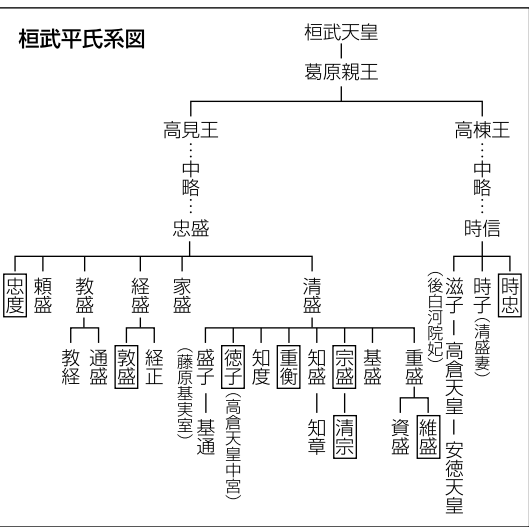 桓武平氏系図
桓武天皇
葛原親王
高見王
高棟王
中略
中略
忠盛
時信
時忠
時子（清盛妻）
滋子
高倉天皇
安徳天皇
（後白河院妃）
清盛
家盛
経盛
教盛
頼盛
忠度
重盛
基盛
宗盛
知盛
重衡
知度
徳子（高倉天皇中宮）
盛子
基通
（藤原基実室）
経正
敦盛
通盛
教経
維盛
資盛
清宗
知章